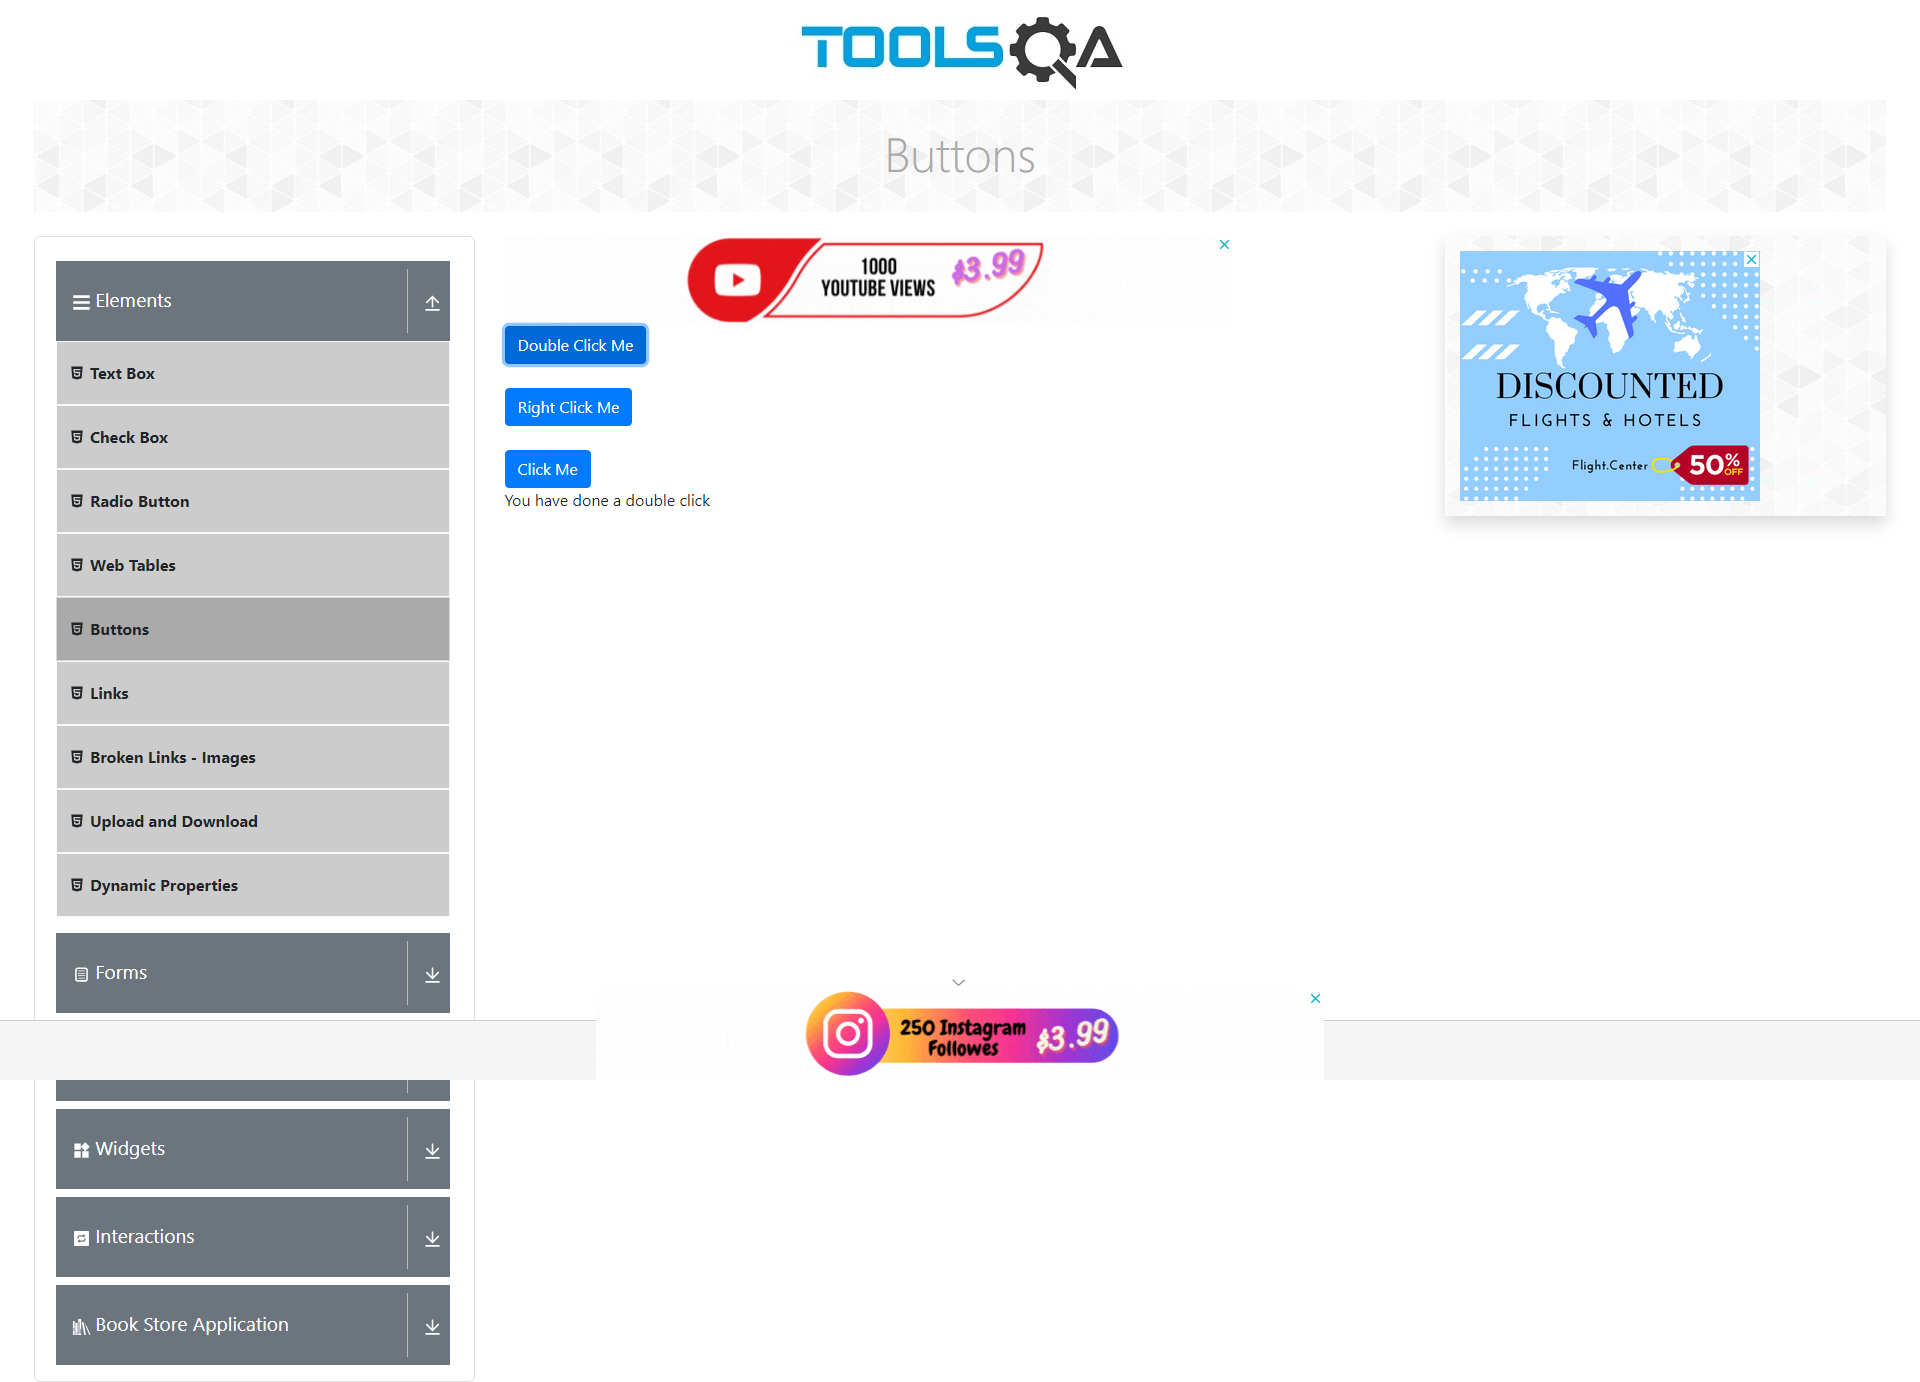 TOOLSQA
Buttons
Elements
Text Box
Check Box
Radio Button
Web Tables
Buttons
Links
Broken Links - Images
Upload and Download
Dynamic Properties
Forms
Widgets
Interactions
Book Store Application
1000
YOUTUBE VIEWS
$3.99
Double Click Me
Right Click Me
Click Me
You have done a double click
DISCOUNTED
FLIGHTS & HOTELS
Flight.Center
50% OFF
250 Instagram
Followes
$3.99